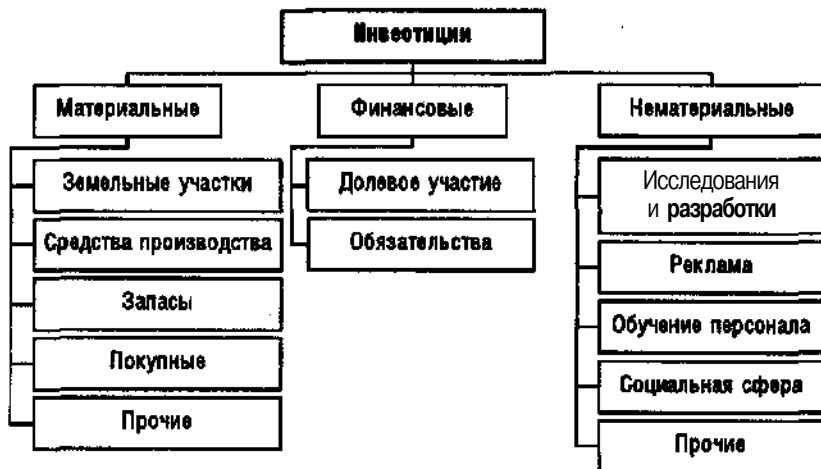 Инвестиции
Материальные
Финансовые
Нематериальные
Земельные участки
Средства производства
Запасы
Покупные
Прочие
Долевое участие
Обязательства
Исследования
и разработки
Реклама
Обучение персонала
Социальная сфера
Прочие